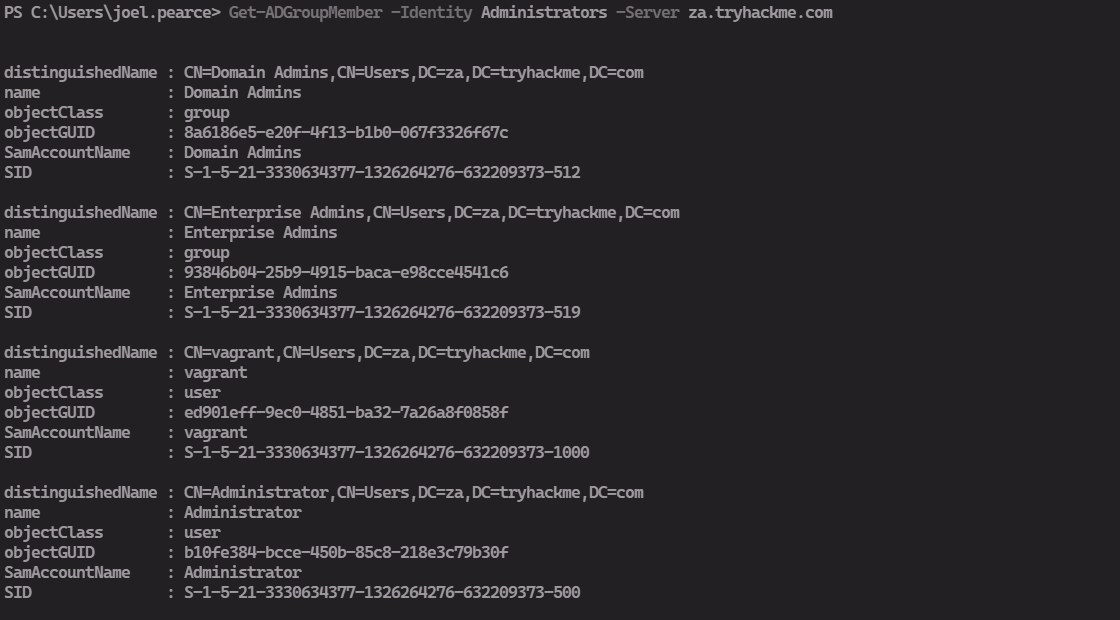 PS C:\Users\joel.pearce> Get-ADGroupMember -Identity Administrators -Server za.tryhackme.com
distinguishedName : CN=Domain Admins,CN=Users,DC=za,DC=tryhackme,DC=com
name              : Domain Admins
objectClass       : group
objectGUID        : 8a6186e5-e20f-4f13-b1b0-067f3326f67c
SamAccountName    : Domain Admins
SID               : S-1-5-21-3330634377-1326264276-632209373-512
distinguishedName : CN=Enterprise Admins,CN=Users,DC=za,DC=tryhackme,DC=com
name              : Enterprise Admins
objectClass       : group
objectGUID        : 93846b04-25b9-4915-baca-e98cce4541c6
SamAccountName    : Enterprise Admins
SID               : S-1-5-21-3330634377-1326264276-632209373-519
distinguishedName : CN=vagrant,CN=Users,DC=za,DC=tryhackme,DC=com
name              : vagrant
objectClass       : user
objectGUID        : ed901eff-9ec0-4851-ba32-7a26a8f0858f
SamAccountName    : vagrant
SID               : S-1-5-21-3330634377-1326264276-632209373-1000
distinguishedName : CN=Administrator,CN=Users,DC=za,DC=tryhackme,DC=com
name              : Administrator
objectClass       : user
objectGUID        : b10fe384-bcce-450b-85c8-218e3c79b30f
SamAccountName    : Administrator
SID               : S-1-5-21-3330634377-1326264276-632209373-500